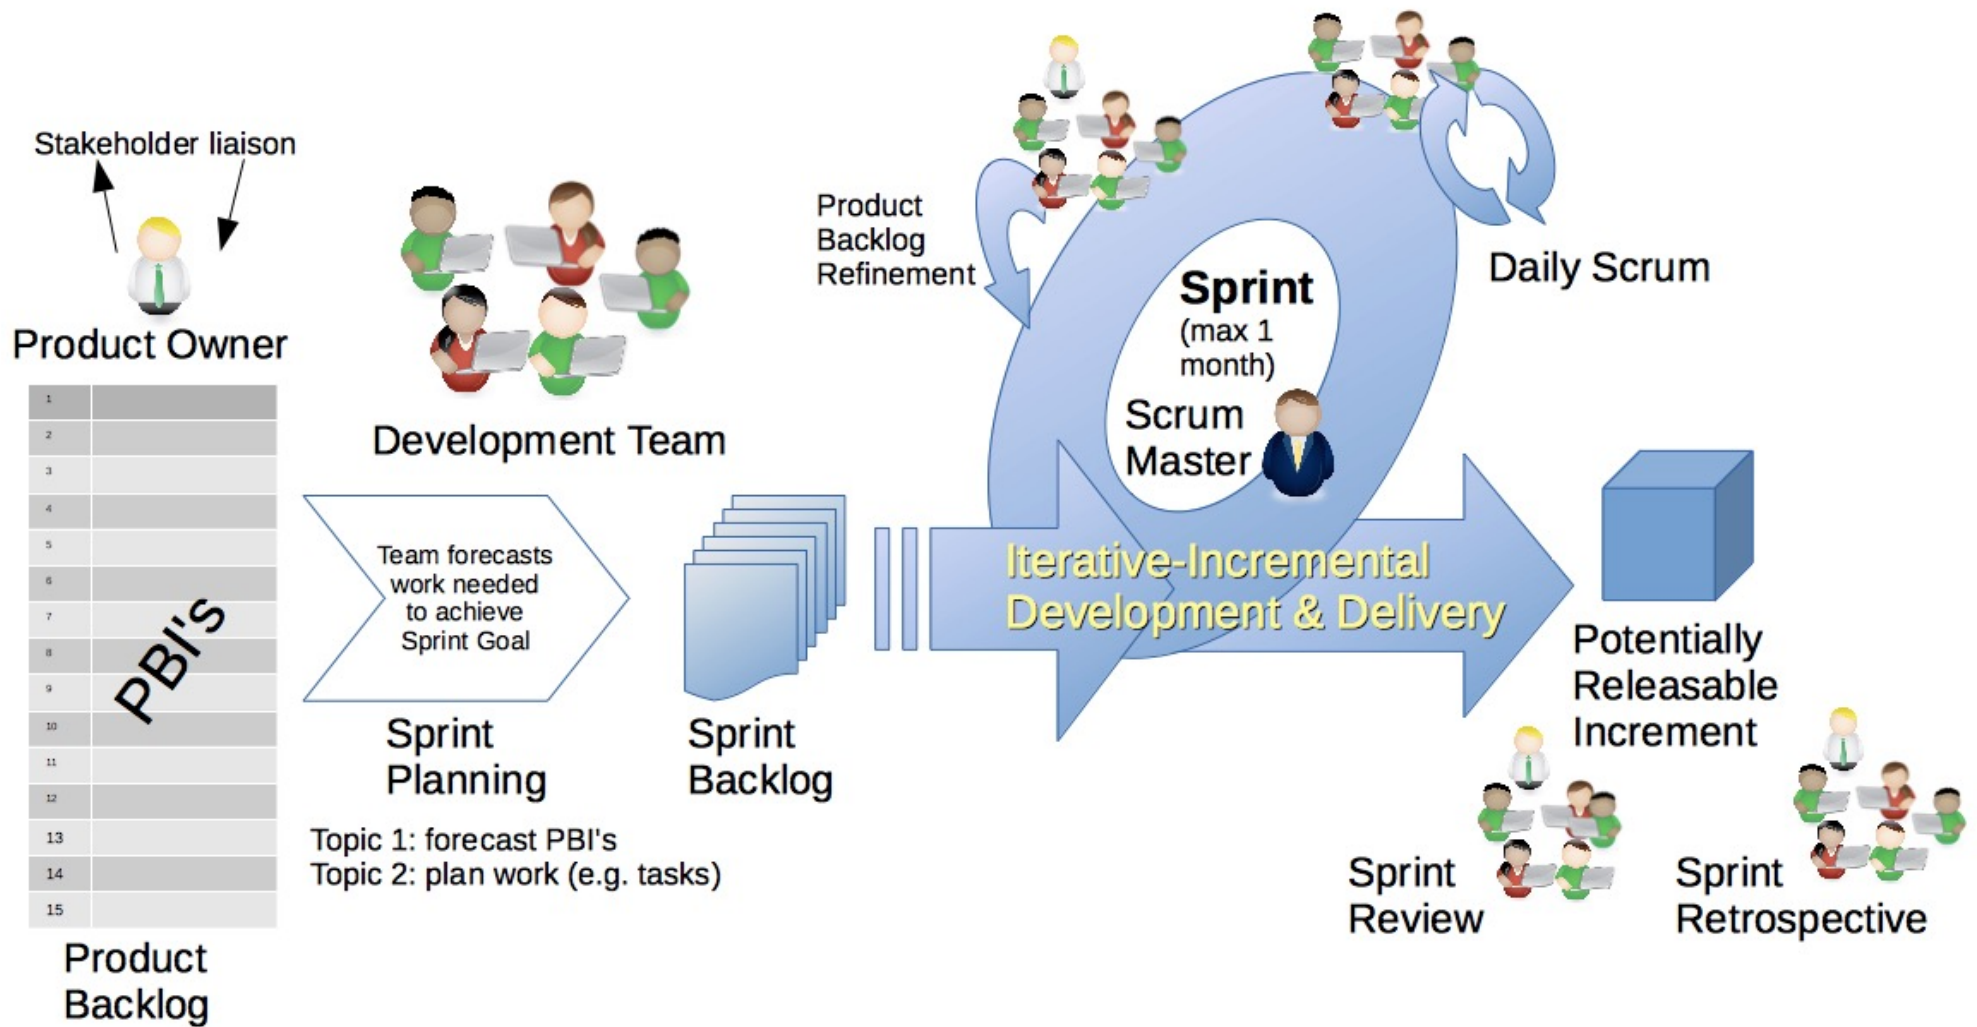 Stakeholder liaison
Product Owner
1
2
3
4
5
6
7
8
9
10
11
12
13
14
15
PBI's
Product
Backlog
Development Team
Team forecasts
work needed
to achieve
Sprint Goal
Sprint
Planning
Topic 1: forecast PBI's
Topic 2: plan work (e.g. tasks)
Sprint
Backlog
Product
Backlog
Refinement
Sprint
(max 1
month)
Scrum
Master
Daily Scrum
Iterative-Incremental
Development & Delivery
Potentially
Releasable
Increment
Sprint
Review
Sprint
Retrospective